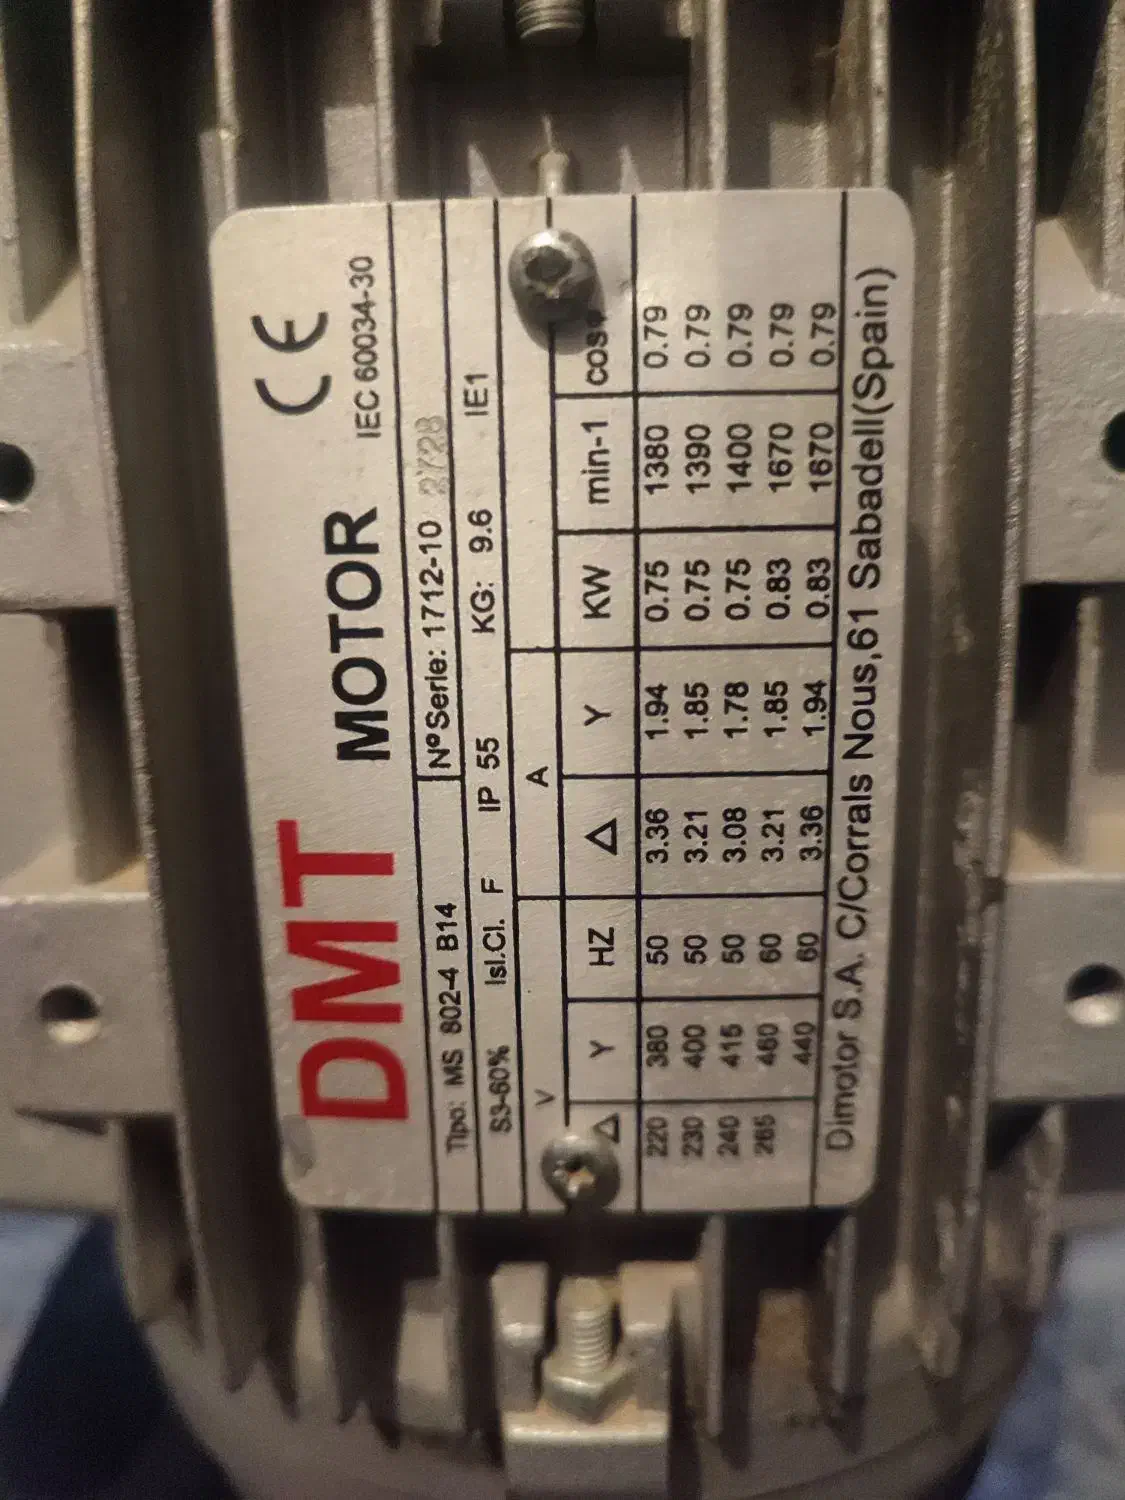 DMT MOTOR CE
IEC 60034-30
Tipo: MS 802-4 B14 NºSerie: 1712-10 2728
S3-60% Isl.Cl. F IP 55 KG: 9.6 IE1
V A
Δ Y HZ Δ Y KW min-1 cosφ
220 380 50 3.36 1.94 0.75 1380 0.79
230 400 50 3.21 1.85 0.75 1390 0.79
240 415 50 3.08 1.78 0.75 1400 0.79
265 460 60 3.21 1.85 0.83 1670 0.79
440 60 3.36 1.94 0.83 1670 0.79
Dimotor S.A. C/Corrals Nous,61 Sabadell(Spain)